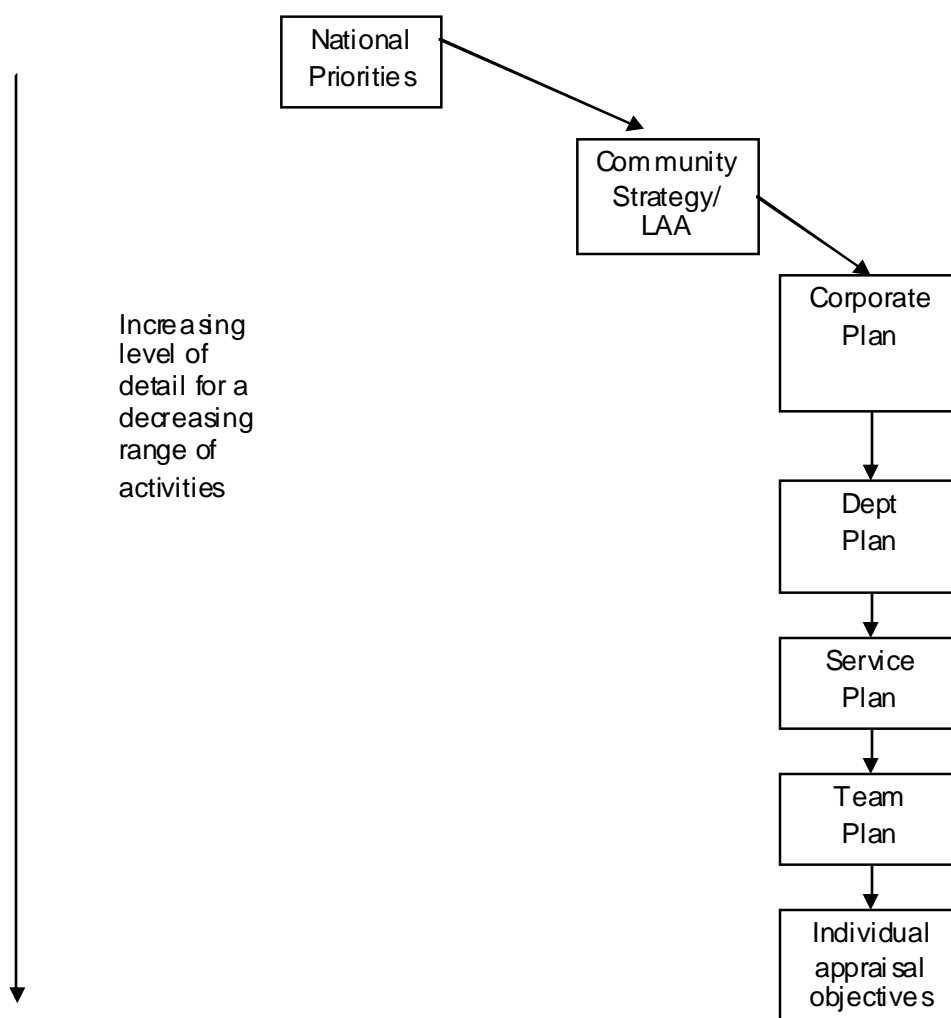 National
Priorities
Community
Strategy/
LAA
Corporate
Plan
Increasing
level of
detail for a
decreasing
range of
activities
Dept
Plan
Service
Plan
Team
Plan
Individual
appraisal
objectives